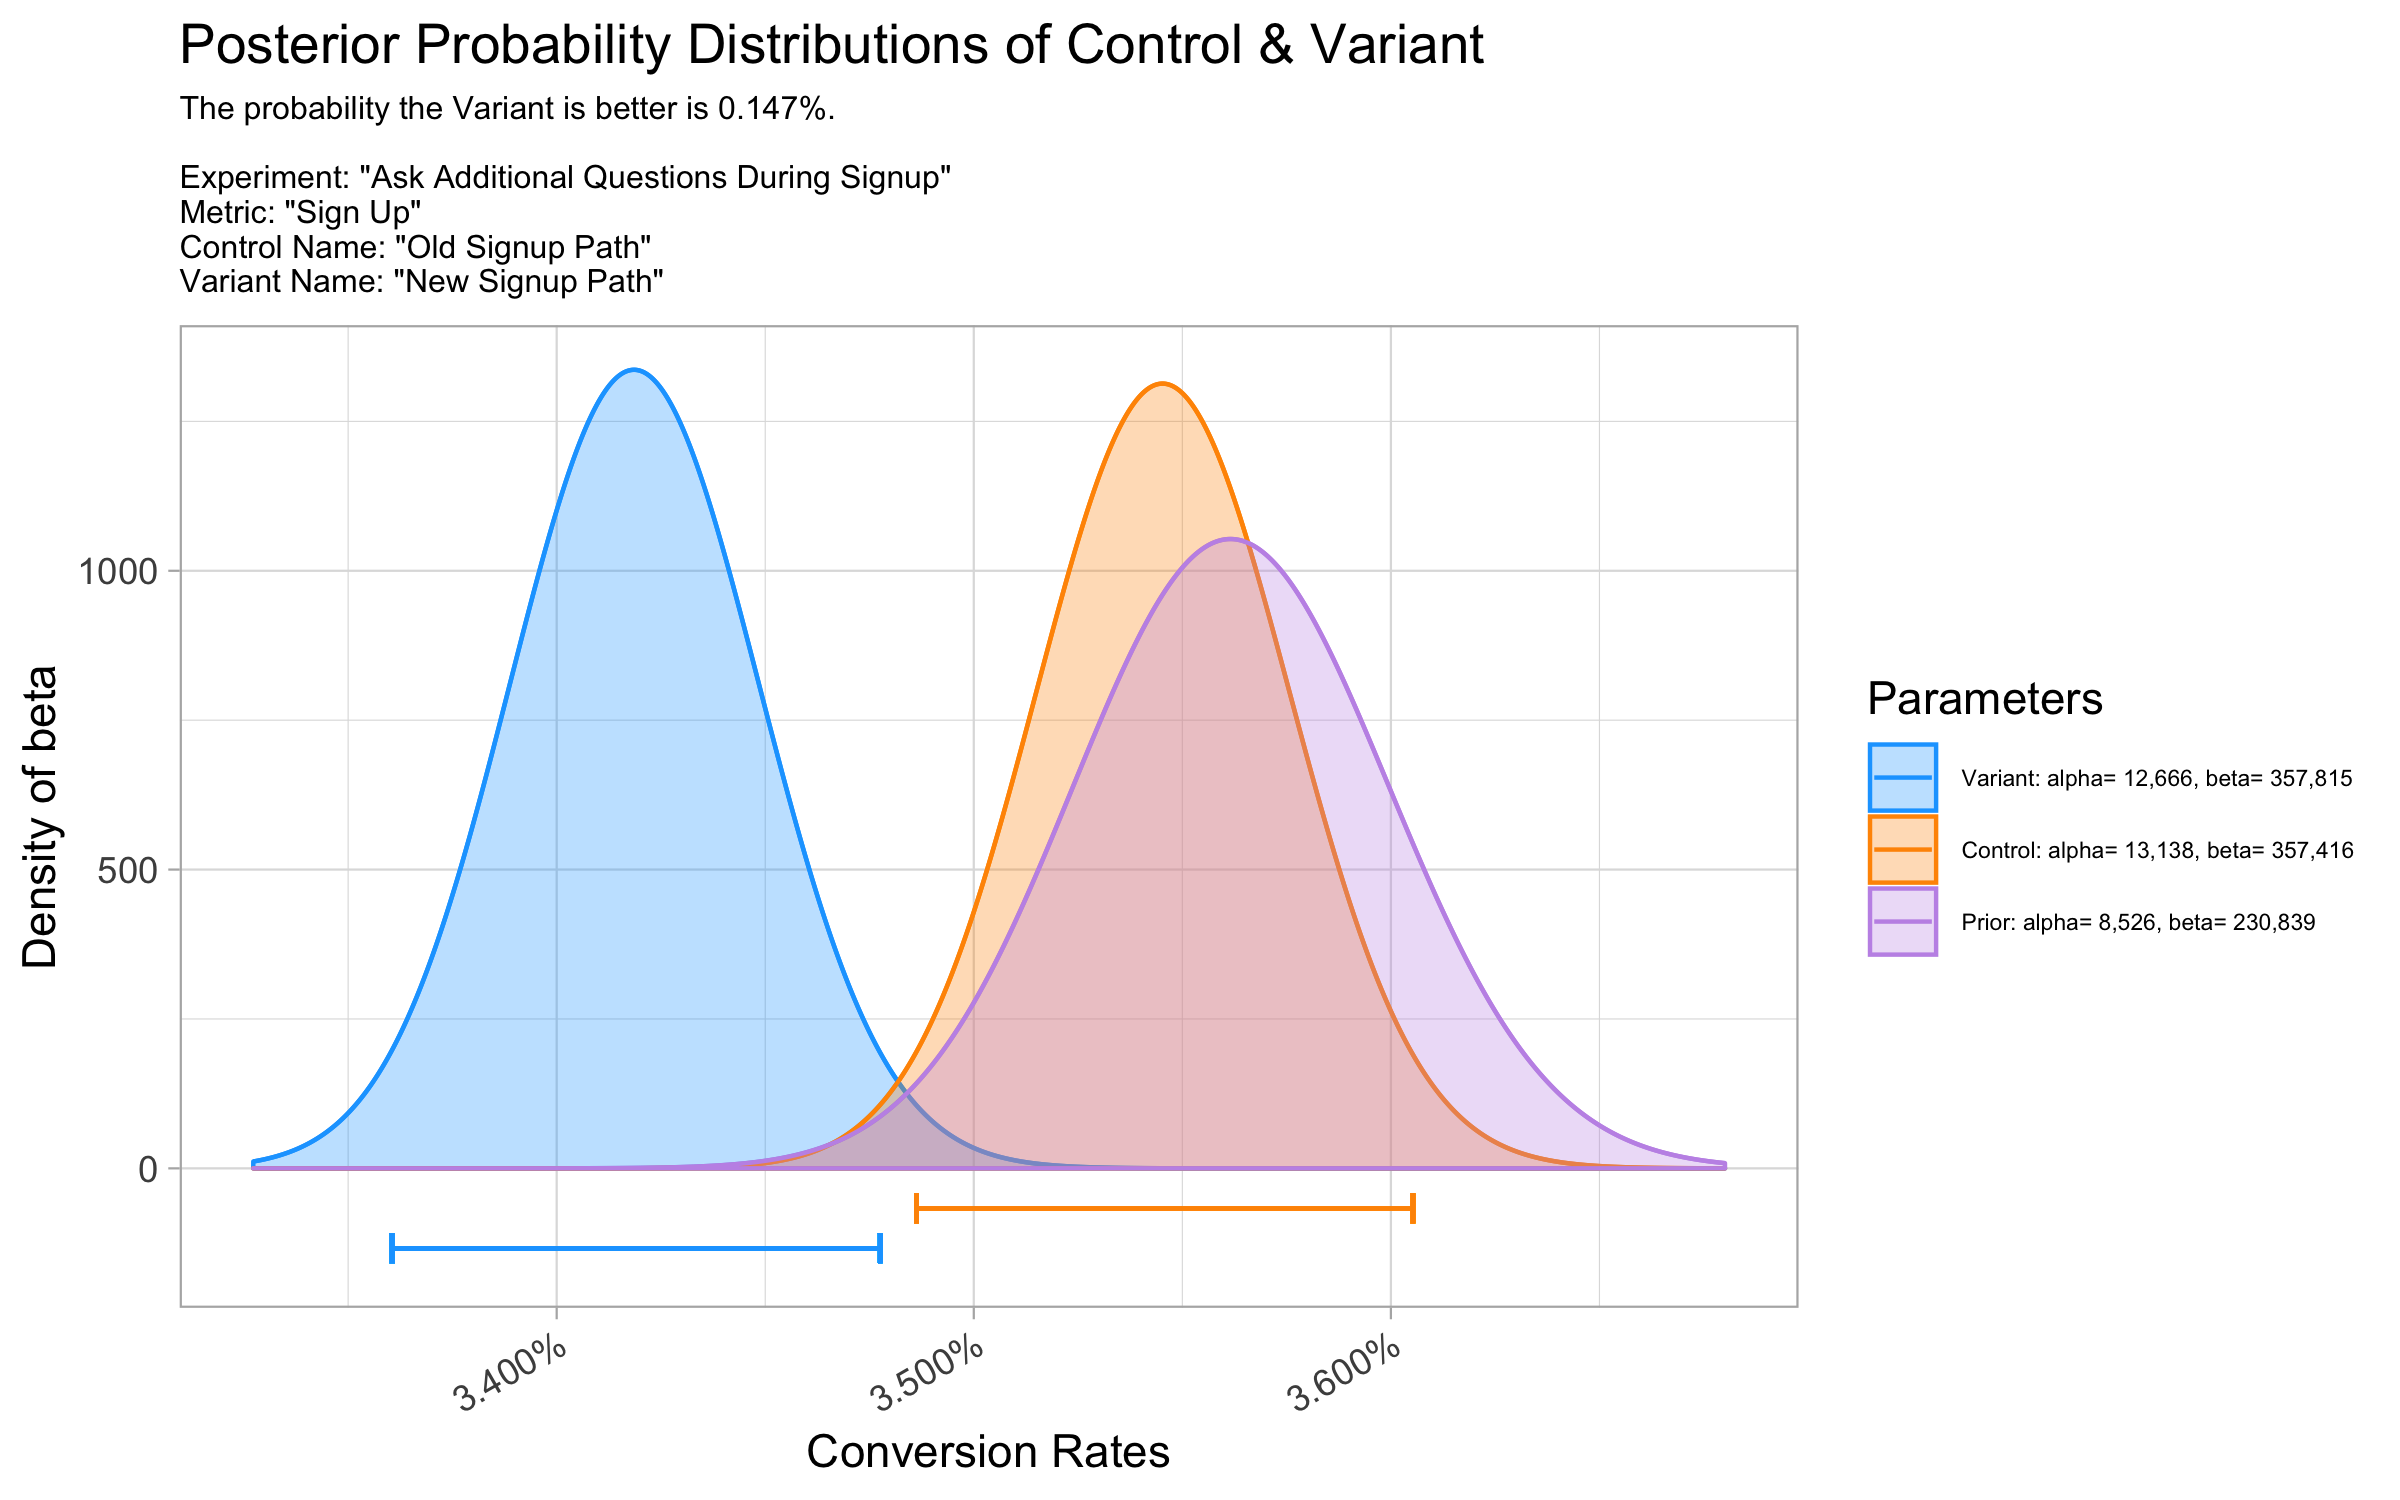 Posterior Probability Distributions of Control & Variant
The probability the Variant is better is 0.147%.
Experiment: "Ask Additional Questions During Signup"
Metric: "Sign Up"
Control Name: "Old Signup Path"
Variant Name: "New Signup Path"
Density of beta
1000
500
0
3.400%
3.500%
3.600%
Conversion Rates
Parameters
Variant: alpha= 12,666, beta= 357,815
Control: alpha= 13,138, beta= 357,416
Prior: alpha= 8,526, beta= 230,839